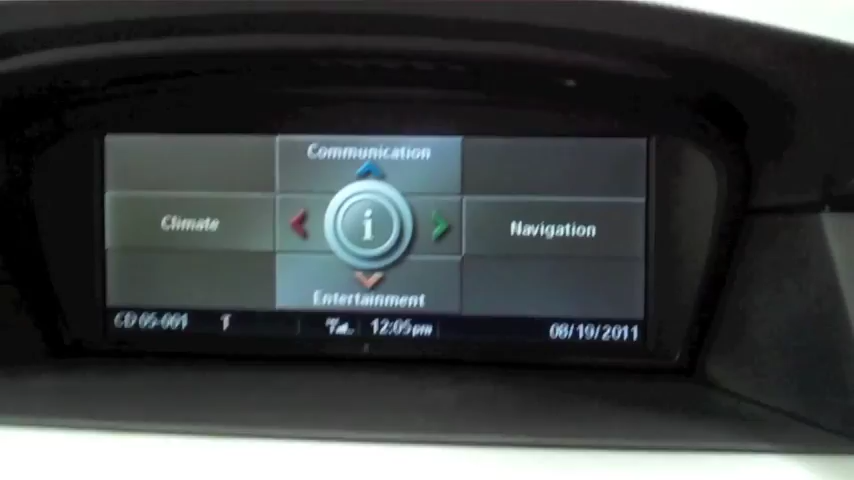 Communication
Climate
i
Navigation
Entertainment
CD 05-001 T 12:05pm 08/19/2011